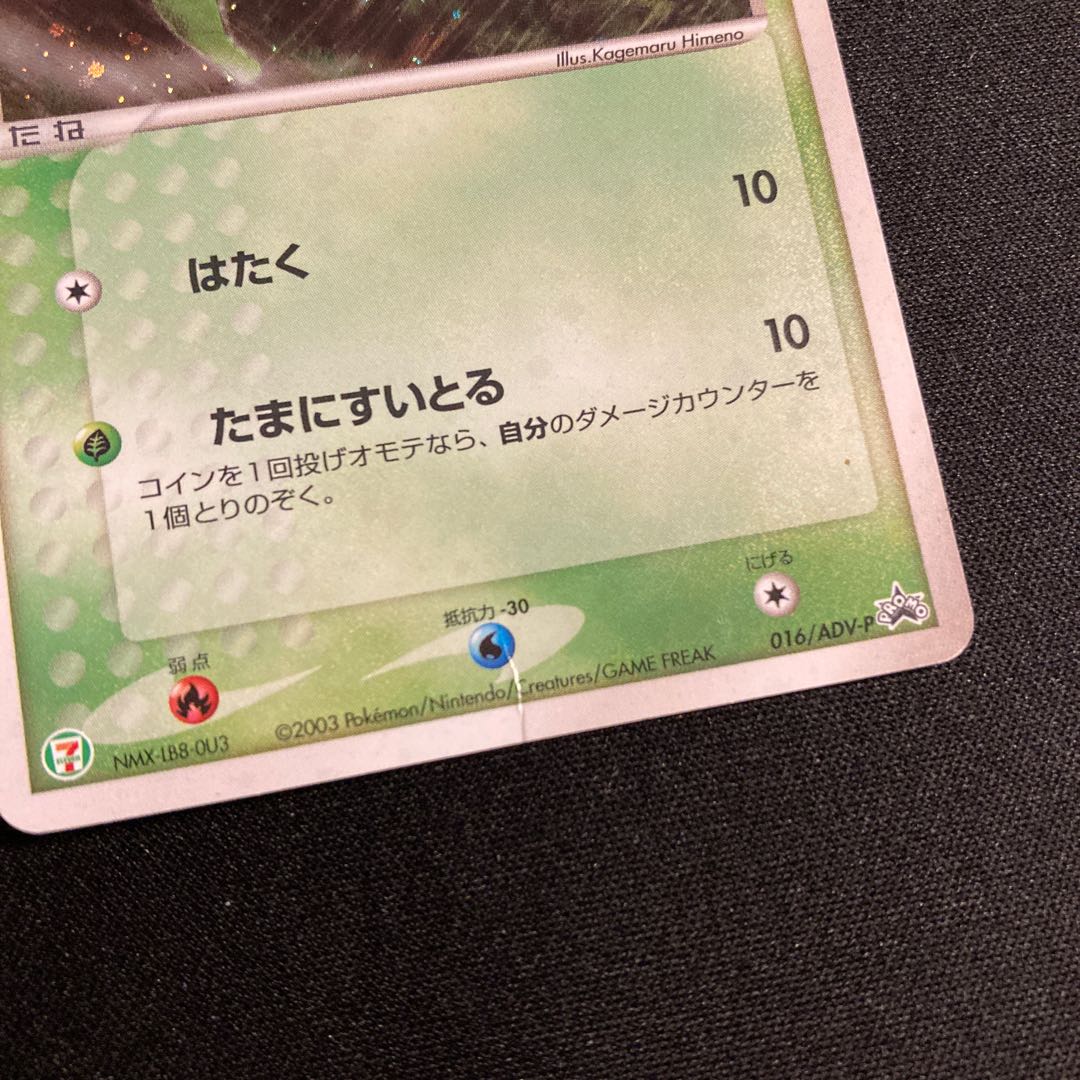 Illus.Kagemaru Himeno
たね
はたく 10
たまにすいとる 10
コインを1回投げオモテなら、自分のダメージカウンターを
1個とりのぞく。
弱点
抵抗力 -30
にげる
7
ELEVEN
NMX-LB8-0U3
©2003 Pokémon/Nintendo/Creatures/GAME FREAK
016/ADV-P
PROMO